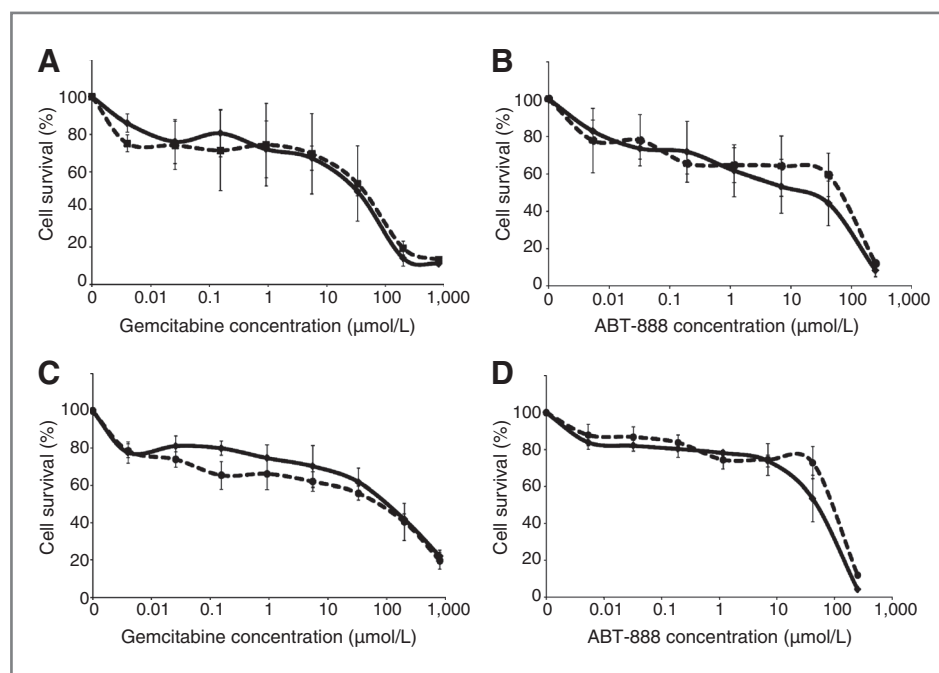 A
B
Cell survival (%)
100
80
60
40
20
0
0 0.01 0.1 1 10 100 1,000
Gemcitabine concentration (µmol/L)
Cell survival (%)
100
80
60
40
20
0
0 0.01 0.1 1 10 100 1,000
ABT-888 concentration (µmol/L)
C
D
Cell survival (%)
100
80
60
40
20
0
0 0.01 0.1 1 10 100 1,000
Gemcitabine concentration (µmol/L)
Cell survival (%)
100
80
60
40
20
0
0 0.01 0.1 1 10 100 1,000
ABT-888 concentration (µmol/L)